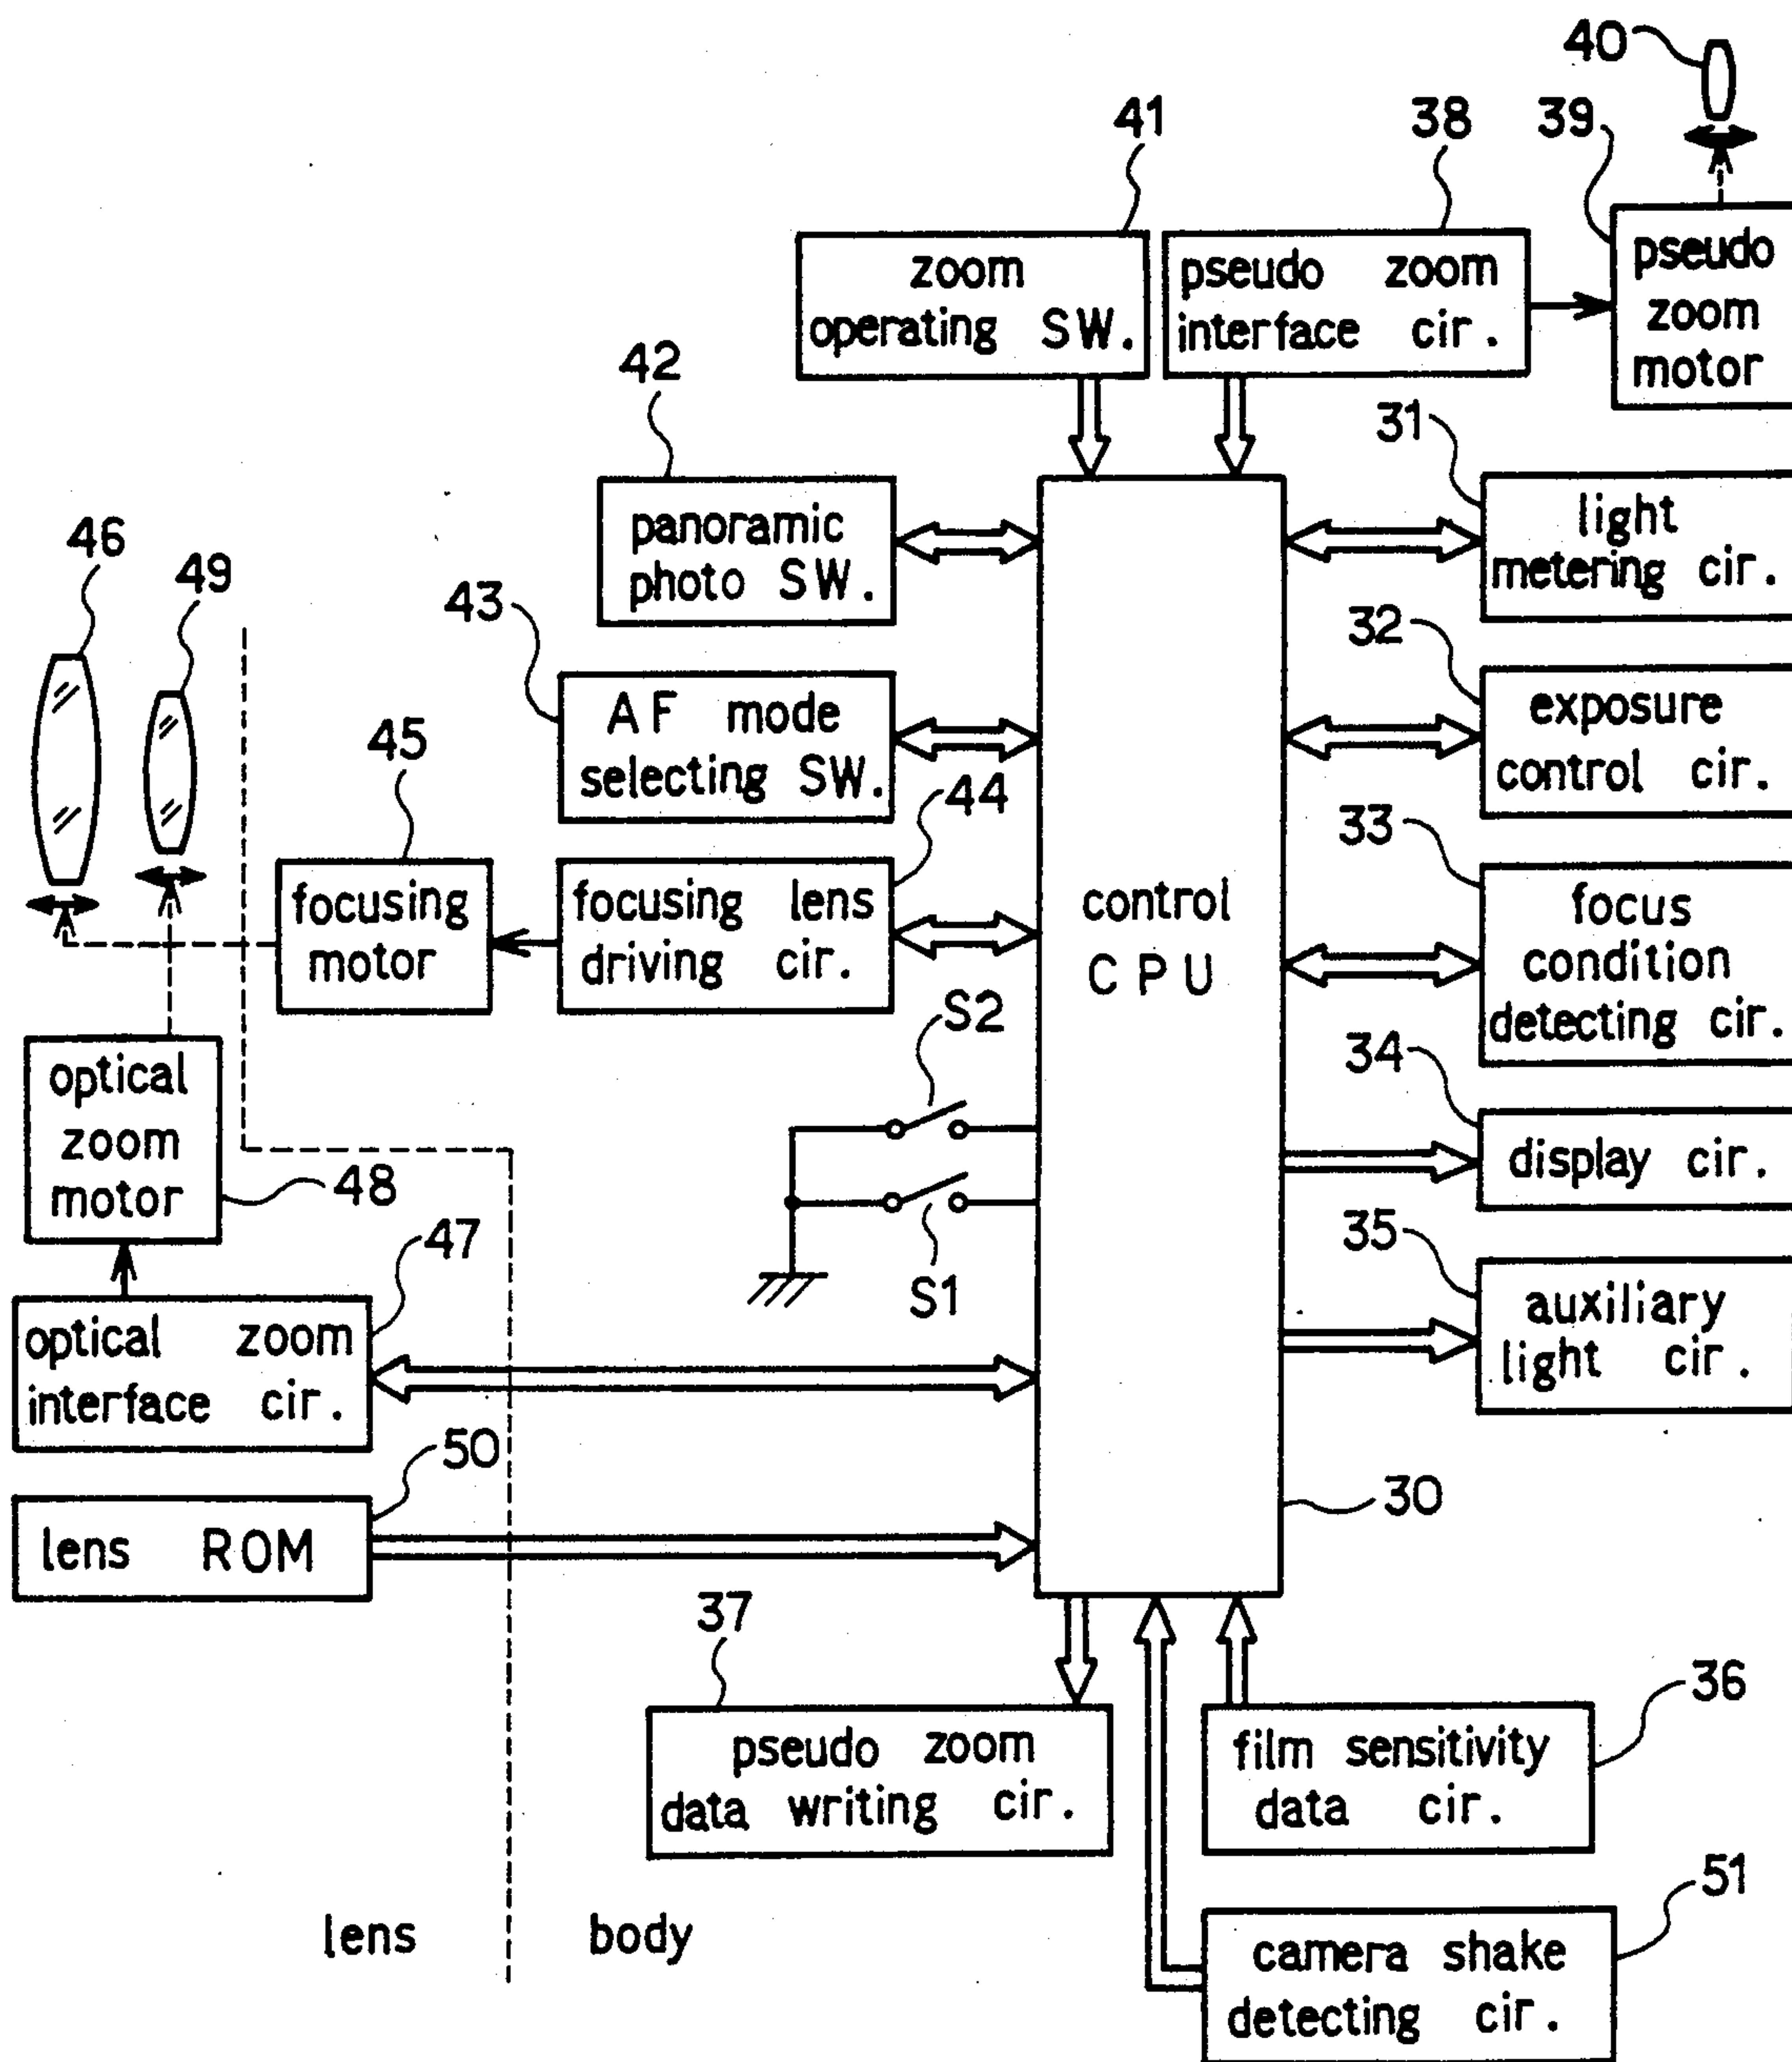 40
41
38
39
zoom
operating SW.
pseudo zoom
interface cir.
pseudo
zoom
motor
42
31
panoramic
photo SW.
light
metering cir.
46
49
43
32
AF mode
selecting SW.
exposure
control cir.
45
44
33
focusing
motor
focusing lens
driving cir.
control
CPU
focus
condition
detecting cir.
S2
34
optical
zoom
motor
48
display cir.
S1
35
47
optical zoom
interface cir.
auxiliary
light cir.
50
30
lens ROM
37
36
pseudo zoom
data writing cir.
film sensitivity
data cir.
51
lens
body
camera shake
detecting cir.